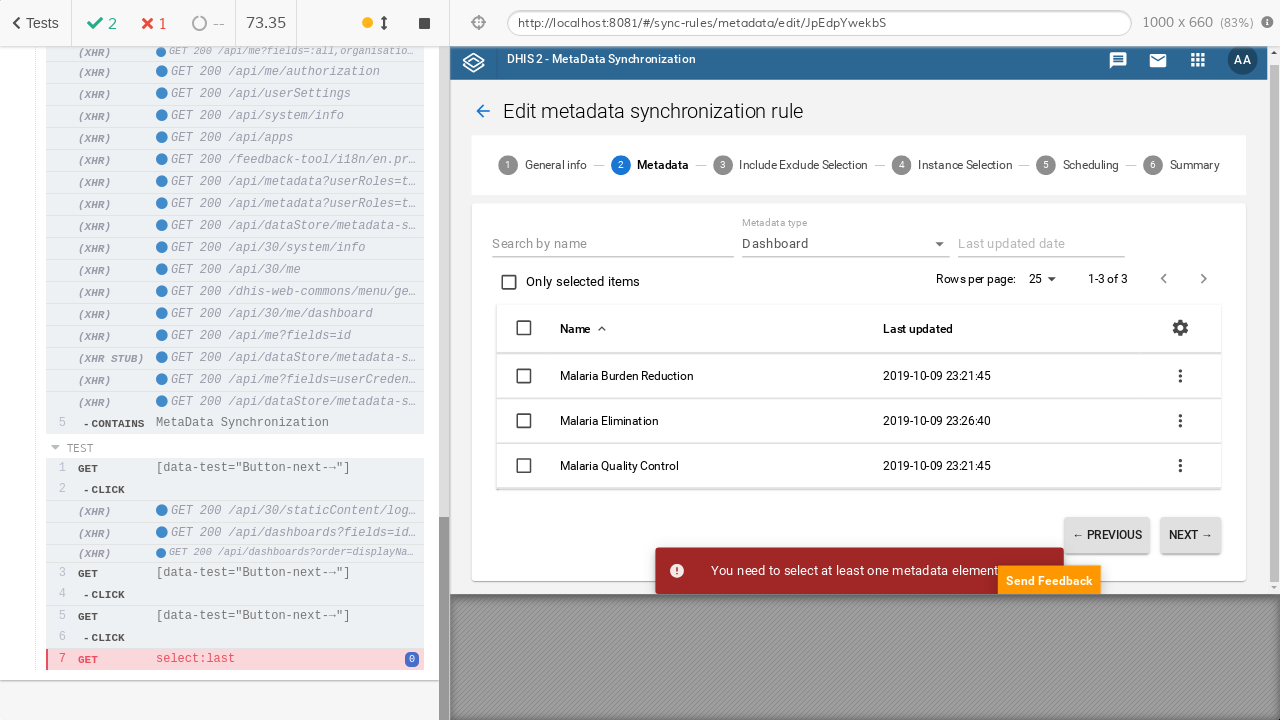 Tests 2 1 -- 73.35 http://localhost:8081/#/sync-rules/metadata/edit/JpEdpYwekbS 1000 x 660 (83%)
(XHR) GET 200 /api/me?fields=:all,organisatio…
(XHR) GET 200 /api/me/authorization
(XHR) GET 200 /api/userSettings
(XHR) GET 200 /api/system/info
(XHR) GET 200 /api/apps
(XHR) GET 200 /feedback-tool/i18n/en.pr…
(XHR) GET 200 /api/metadata?userRoles=t…
(XHR) GET 200 /api/metadata?userRoles=t…
(XHR) GET 200 /api/dataStore/metadata-s…
(XHR) GET 200 /api/30/system/info
(XHR) GET 200 /api/30/me
(XHR) GET 200 /dhis-web-commons/menu/ge…
(XHR) GET 200 /api/30/me/dashboard
(XHR) GET 200 /api/me?fields=id
(XHR STUB) GET 200 /api/dataStore/metadata-s…
(XHR) GET 200 /api/me?fields=userCreden…
(XHR) GET 200 /api/dataStore/metadata-s…
5 -CONTAINS MetaData Synchronization
TEST
1 GET [data-test="Button-next-→"]
2 -CLICK
(XHR) GET 200 /api/30/staticContent/log…
(XHR) GET 200 /api/dashboards?fields=id…
(XHR) GET 200 /api/dashboards?order=displayNa…
3 GET [data-test="Button-next-→"]
4 -CLICK
5 GET [data-test="Button-next-→"]
6 -CLICK
7 GET select:last 0
DHIS 2 - MetaData Synchronization AA
Edit metadata synchronization rule
1 General info 2 Metadata 3 Include Exclude Selection 4 Instance Selection 5 Scheduling 6 Summary
Metadata type
Search by name Dashboard Last updated date
Only selected items Rows per page: 25 1-3 of 3
Name Last updated
Malaria Burden Reduction 2019-10-09 23:21:45
Malaria Elimination 2019-10-09 23:26:40
Malaria Quality Control 2019-10-09 23:21:45
← PREVIOUS NEXT →
You need to select at least one metadata element
Send Feedback